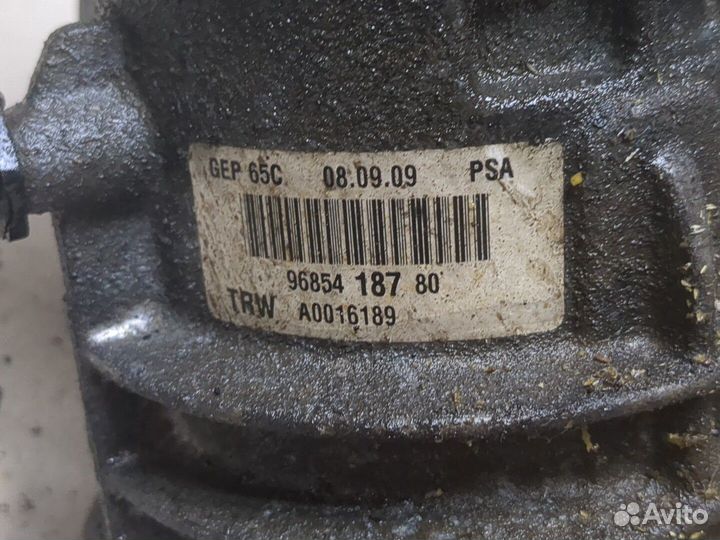 GEP 65C 08.09.09 PSA
96854 187 80
TRW A0016189
Avito